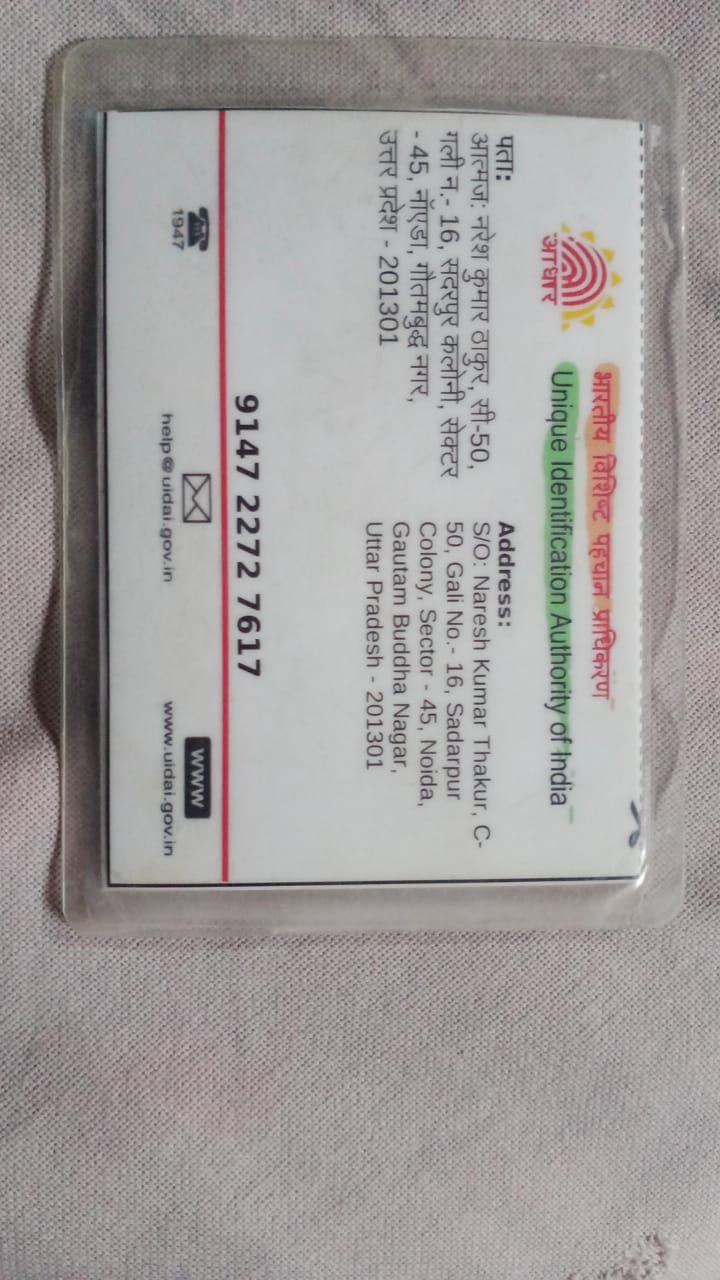 भारतीय विशिष्ट पहचान प्राधिकरण
Unique Identification Authority of India
आधार
पता:
आत्मज: नरेश कुमार ठाकुर, सी-50,
गली न.- 16, सदरपुर कलोनी, सेक्टर
- 45, नॉएडा, गौतमबुद्ध नगर,
उत्तर प्रदेश - 201301
Address:
S/O: Naresh Kumar Thakur, C-
50, Gali No.- 16, Sadarpur
Colony, Sector - 45, Noida,
Gautam Buddha Nagar,
Uttar Pradesh - 201301
9147 2272 7617
1947
help@uidai.gov.in
www
www.uidai.gov.in